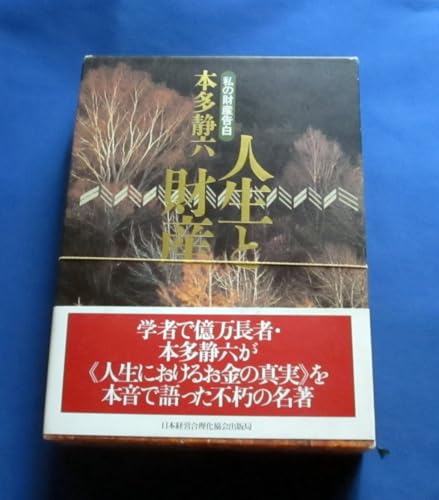 私の財産告白
本多静六
人生と
財産
学者で億万長者・
本多静六が
《人生におけるお金の真実》を
本音で語った不朽の名著
日本経営合理化協会出版局